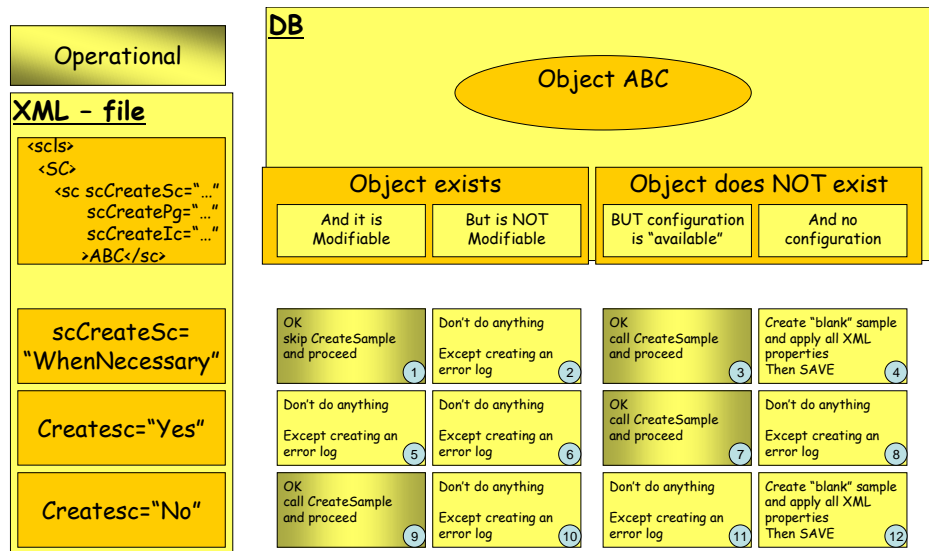 DB
Operational
Object ABC
XML – file
<scls>
<SC>
<sc scCreateSc="…"
scCreatePg="…"
scCreateIc="…"
>ABC</sc>
Object exists
Object does NOT exist
And it is
Modifiable
But is NOT
Modifiable
BUT configuration
is "available"
And no
configuration
scCreateSc=
"WhenNecessary"
OK
skip CreateSample
and proceed
1
Don't do anything
Except creating an
error log
2
OK
call CreateSample
and proceed
3
Create "blank" sample
and apply all XML
properties
Then SAVE
4
Createsc="Yes"
Don't do anything
Except creating an
error log
5
Don't do anything
Except creating an
error log
6
OK
call CreateSample
and proceed
7
Don't do anything
Except creating an
error log
8
Createsc="No"
OK
call CreateSample
and proceed
9
Don't do anything
Except creating an
error log
10
Don't do anything
Except creating an
error log
11
Create "blank" sample
and apply all XML
properties
Then SAVE
12